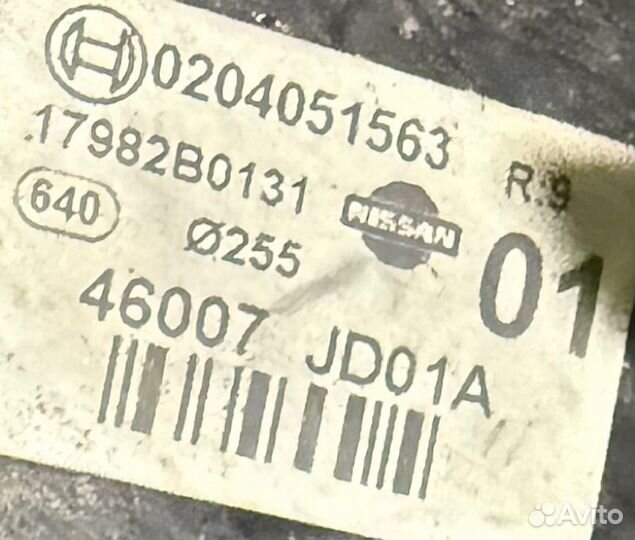 0204051563
17982B0131
R.9
640
Ø255
NISSAN
01
46007 JD01A
Avito